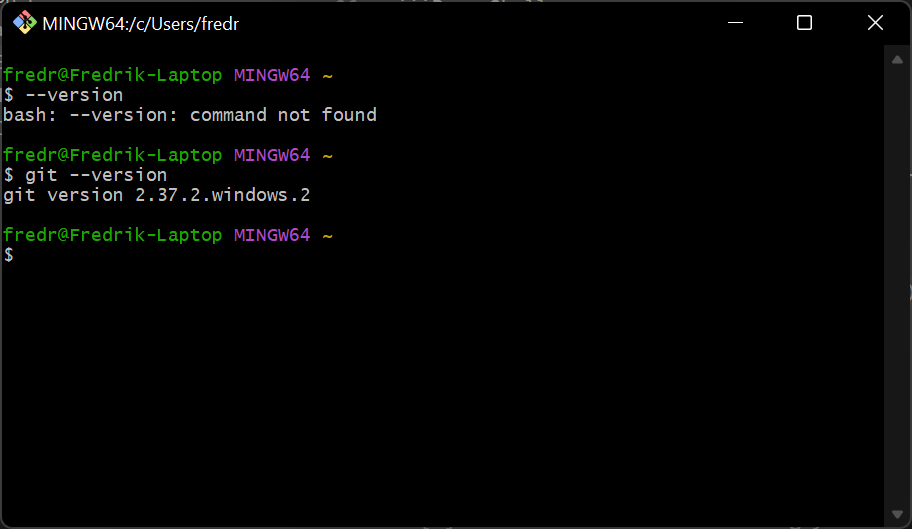 MINGW64:/c/Users/fredr
fredr@Fredrik-Laptop MINGW64 ~
$ --version
bash: --version: command not found
fredr@Fredrik-Laptop MINGW64 ~
$ git --version
git version 2.37.2.windows.2
fredr@Fredrik-Laptop MINGW64 ~
$